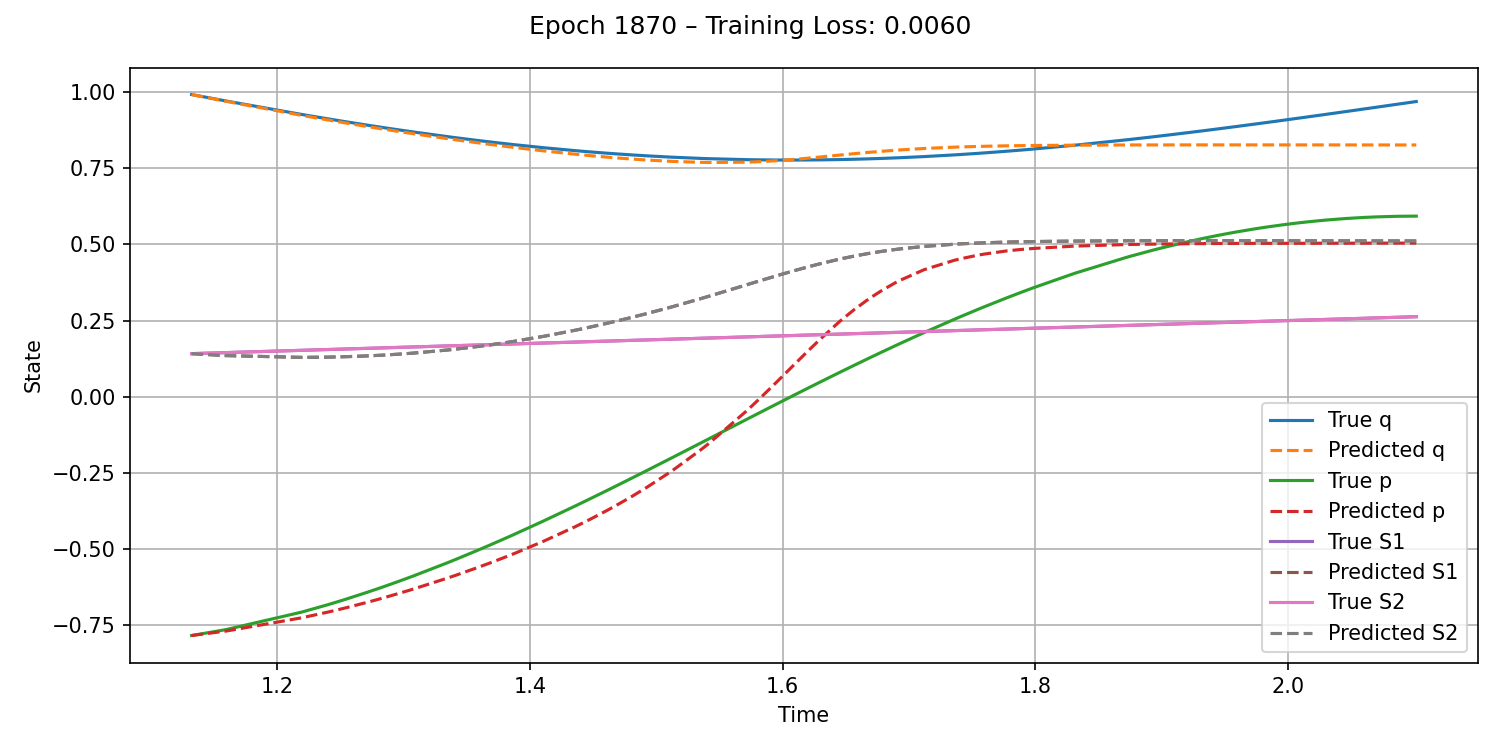 Epoch 1870 – Training Loss: 0.0060
1.00
0.75
0.50
0.25
0.00
−0.25
−0.50
−0.75
State
True q
Predicted q
True p
Predicted p
True S1
Predicted S1
True S2
Predicted S2
1.2 1.4 1.6 1.8 2.0
Time